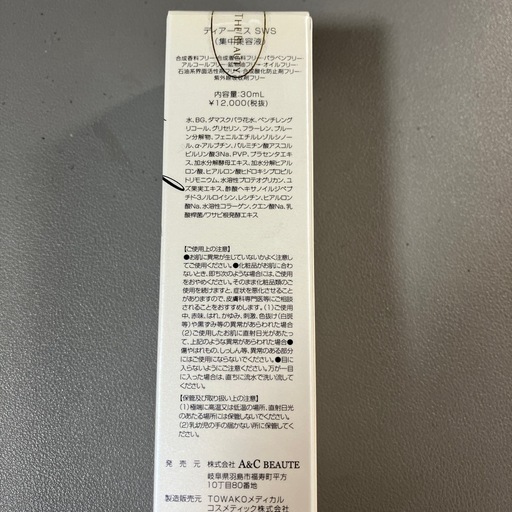 THE BEAUTY
ディアーミス SWS
(集中美容液)
合成香料フリー・合成着色料フリー・パラベンフリー
アルコールフリー・鉱物油フリー・オイルフリー
石油系界面活性剤フリー・合成酸化防止剤フリー
紫外線吸収剤フリー
内容量:30mL
¥12,000(税抜)
水、BG、ダマスクバラ花水、ペンチレング
リコール、グリセリン、フラーレン、プルー
ン分解物、フェニルエチルレゾルシノー
ル、α-アルブチン、パルミチン酸アスコル
ビルリン酸3Na、PVP、プラセンタエキ
ス、加水分解酵母エキス、加水分解ヒアル
ロン酸、ヒアルロン酸ヒドロキシプロピル
トリモニウム、水溶性プロテオグリカン、ユ
ズ果実エキス、酢酸ヘキサノイルジペプ
チド-3ノルロイシン、レシチン、ヒアルロン
酸Na、水溶性コラーゲン、クエン酸Na、乳
酸桿菌/ワサビ根発酵エキス
【ご使用上の注意】
●お肌に異常が生じていないかよく注意し
てご使用ください。●化粧品がお肌に合わ
ないとき、即ち次のような場合には、ご使用
をおやめください。そのまま化粧品類のご
使用を続けますと、症状を悪化させること
がありますので、皮膚科専門医等にご相談
されることをおすすめします。(1)ご使用
中、赤味、はれ、かゆみ、刺激、色抜け(白斑
等)や黒ずみ等の異常が現われた場合
(2)ご使用したお肌に直射日光があたっ
て、上記のような異常が現われた場合●
傷やはれもの、しっしん等、異常のある部分
にはご使用にならないでください。●目に
入らないようにご注意ください。万が一目
に入った場合は、直ちに流水で洗い流して
ください。
【保管及び取り扱い上の注意】
(1)極端に高温又は低温の場所、直射日光
のあたる場所には保管しないでください。
(2)乳幼児の手の届かない所に保管してく
ださい。
発売元 株式会社 A&C BEAUTE
岐阜県羽島市福寿町平方
10丁目80番地
製造販売元 TOWAKOメディカル
コスメティック株式会社